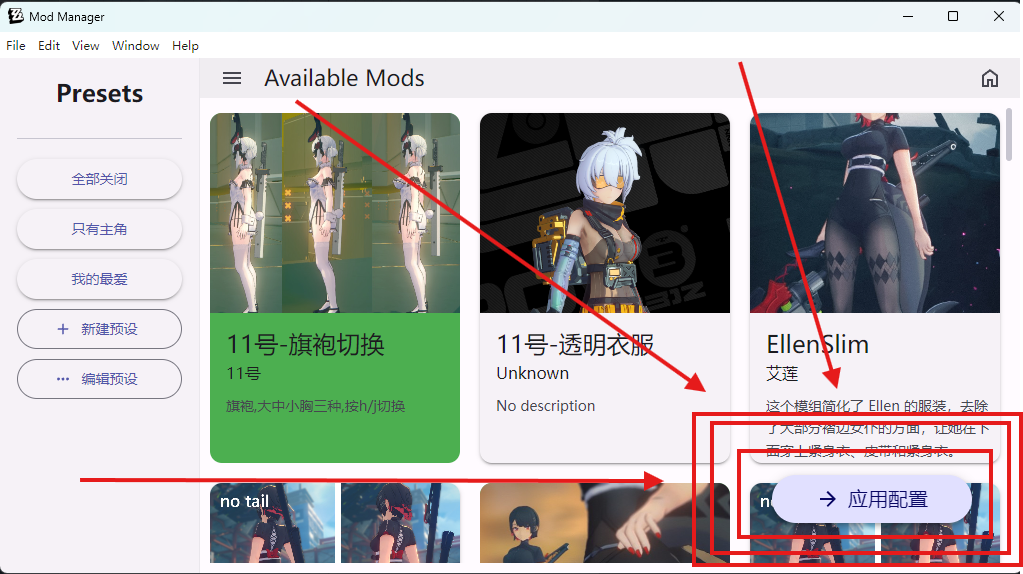 Mod Manager
File Edit View Window Help
Presets
Available Mods
全部关闭
只有主角
我的最爱
+ 新建预设
··· 编辑预设
11号-旗袍切换
11号
旗袍,大中小胸三种,按h/j切换
11号-透明衣服
Unknown
No description
EllenSlim
艾莲
这个模组简化了 Ellen 的服装，去除
了大部分褶边女仆的方面，让她在下
面穿上紧身衣、皮带和紧身衣。
no tail
→ 应用配置